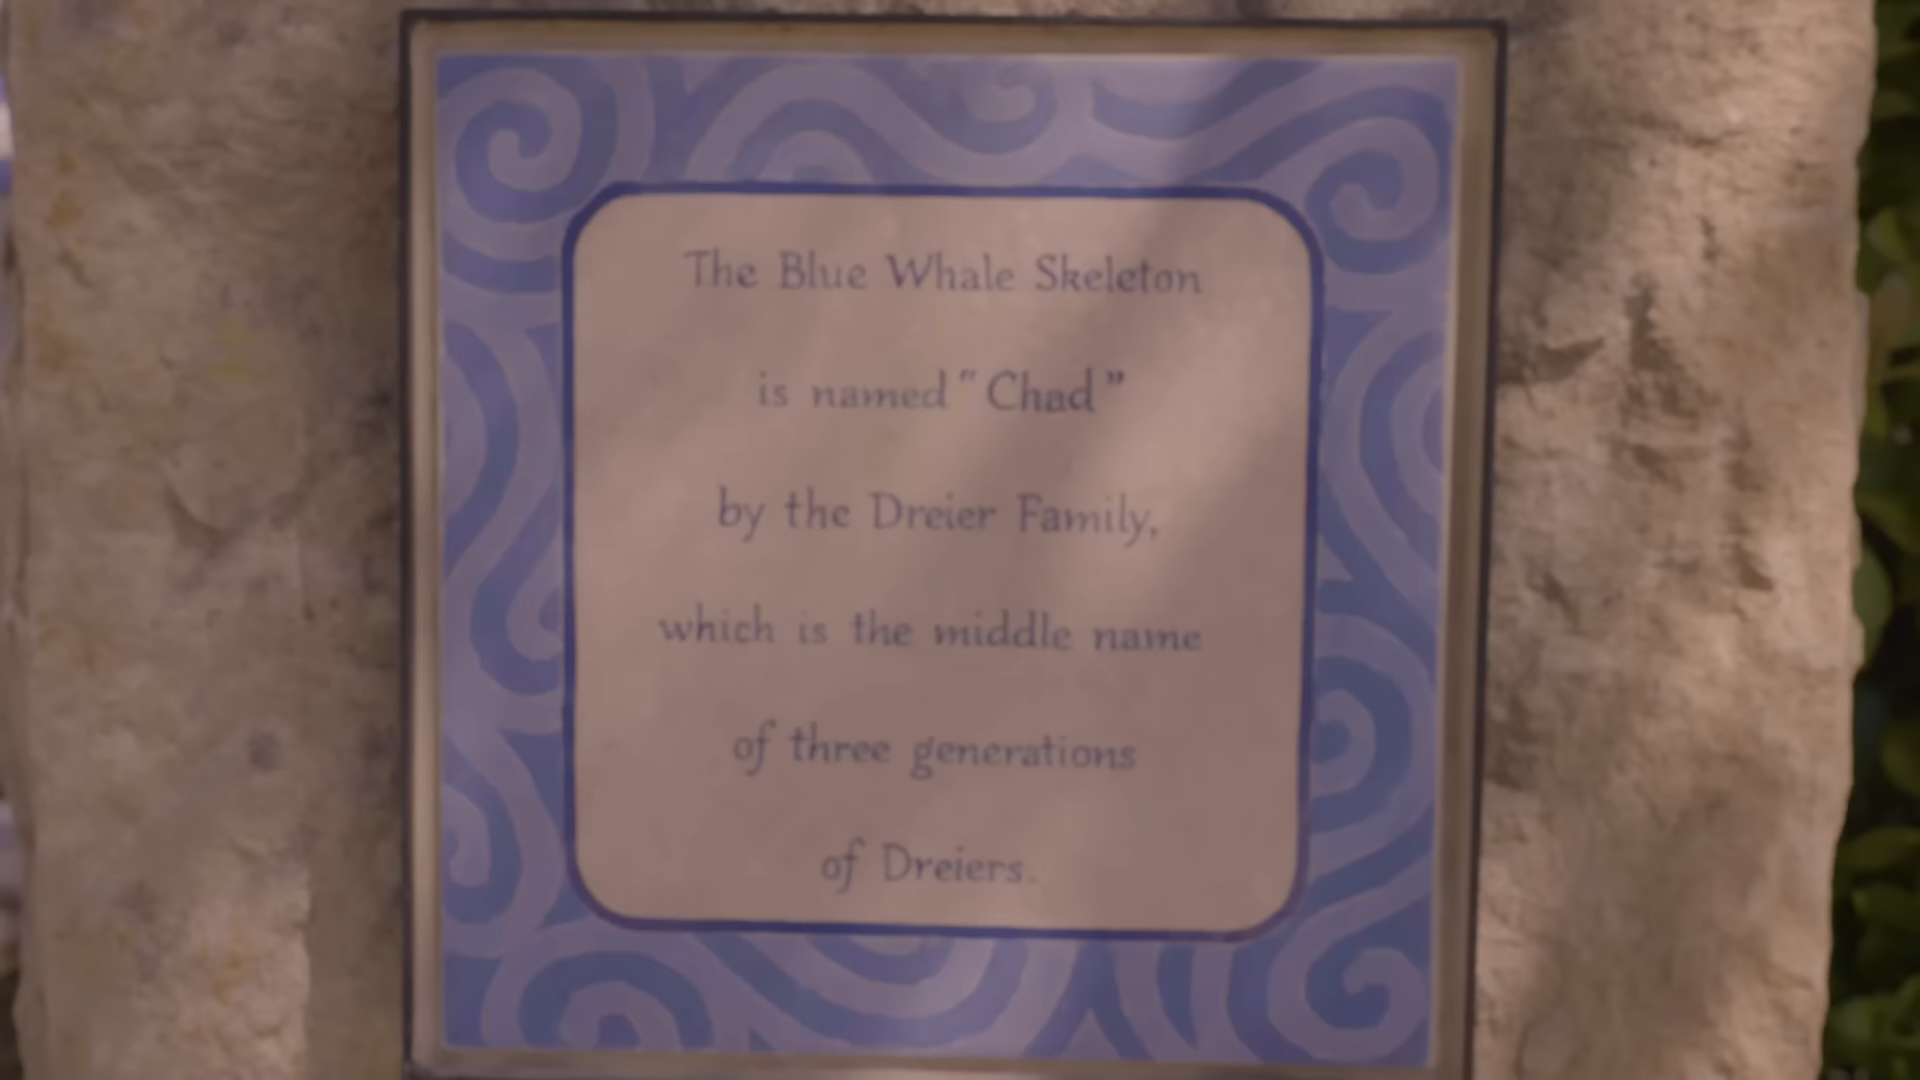 The Blue Whale Skeleton
is named "Chad"
by the Dreier Family,
which is the middle name
of three generations
of Dreiers.